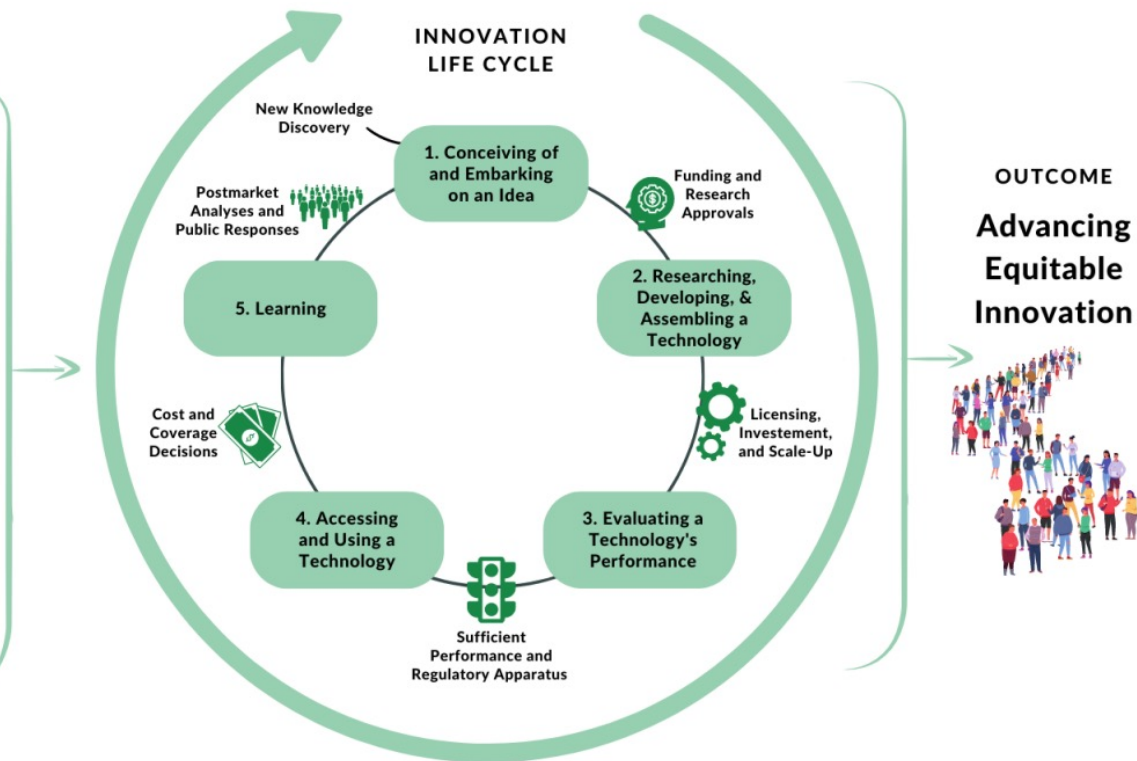 INNOVATION
LIFE CYCLE
New Knowledge
Discovery
1. Conceiving of
and Embarking
on an Idea
Funding and
Research
Approvals
2. Researching,
Developing, &
Assembling a
Technology
Licensing,
Investement,
and Scale-Up
3. Evaluating a
Technology's
Performance
Sufficient
Performance and
Regulatory Apparatus
4. Accessing
and Using a
Technology
Cost and
Coverage
Decisions
5. Learning
Postmarket
Analyses and
Public Responses
OUTCOME
Advancing
Equitable
Innovation